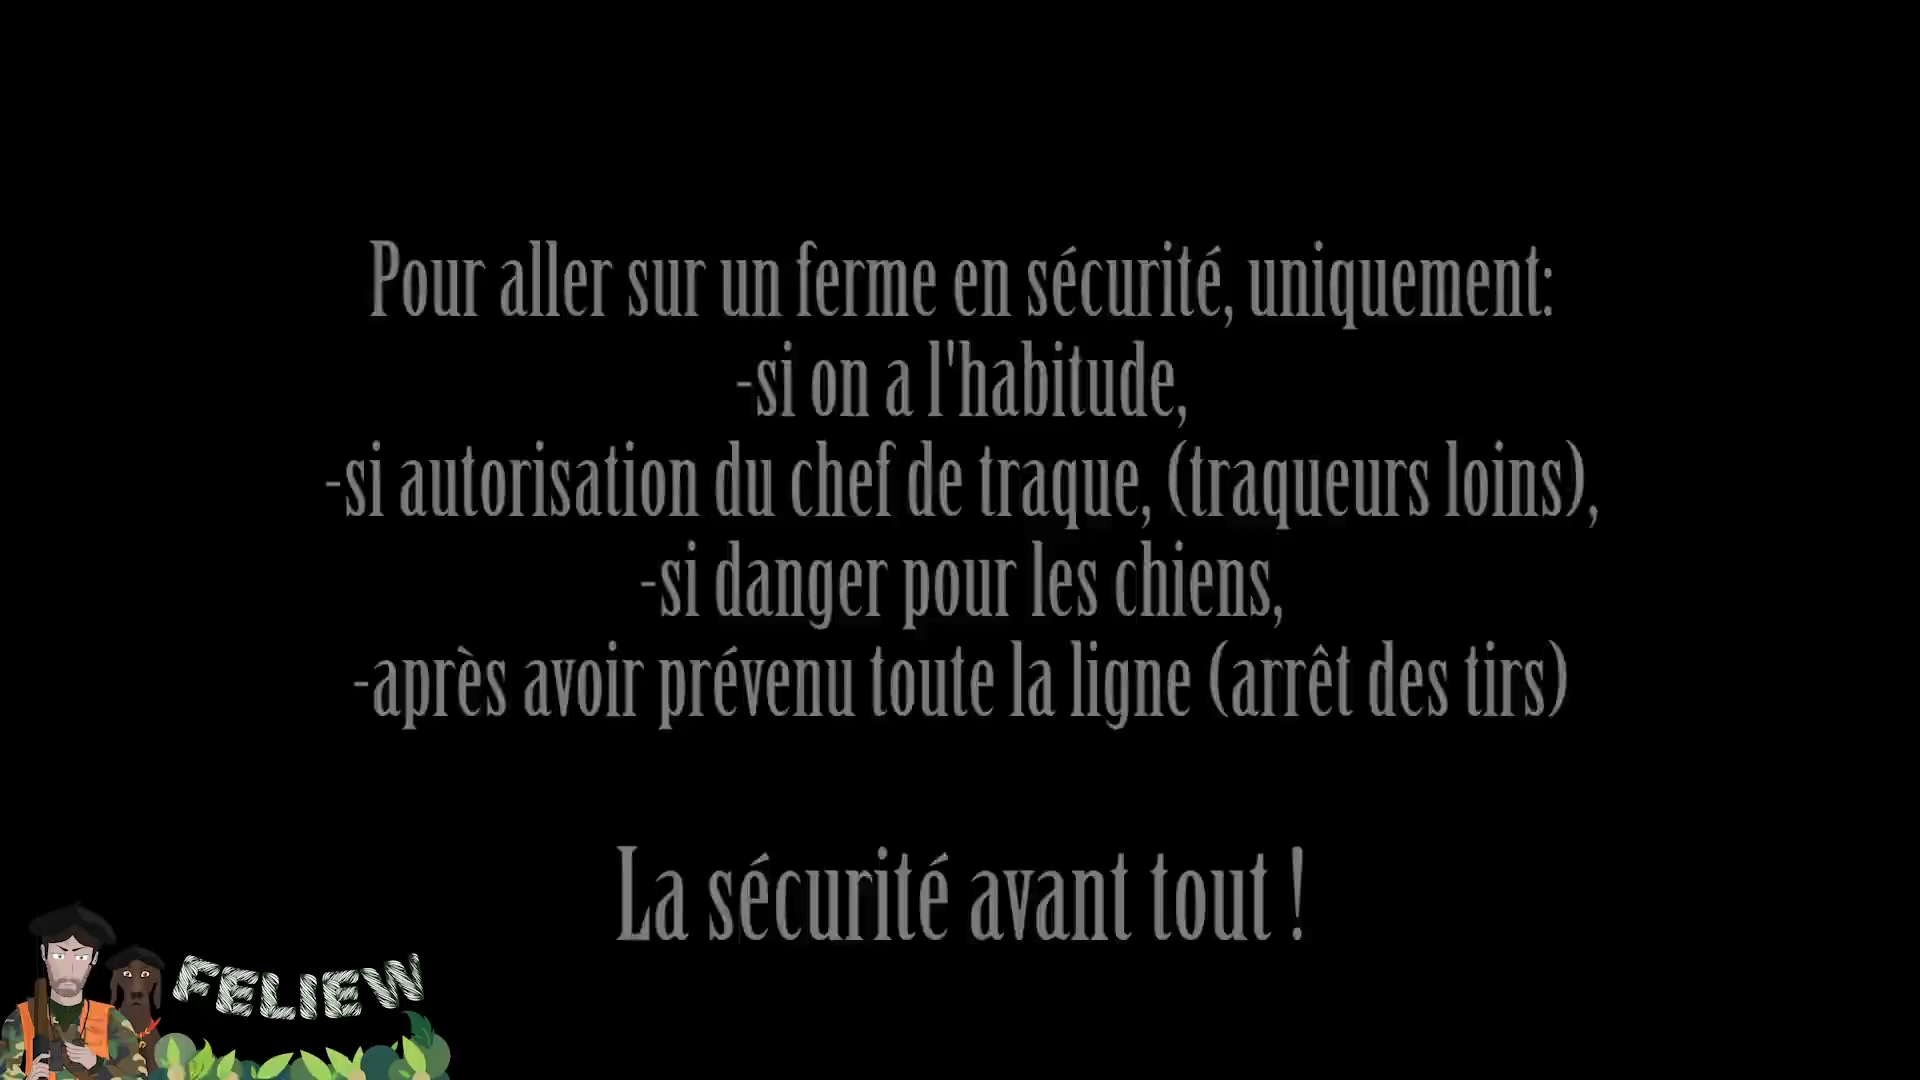 Pour aller sur un ferme en sécurité, uniquement:
-si on a l'habitude,
-si autorisation du chef de traque, (traqueurs loins),
-si danger pour les chiens,
-après avoir prévenu toute la ligne (arrêt des tirs)
La sécurité avant tout !
FELIEW